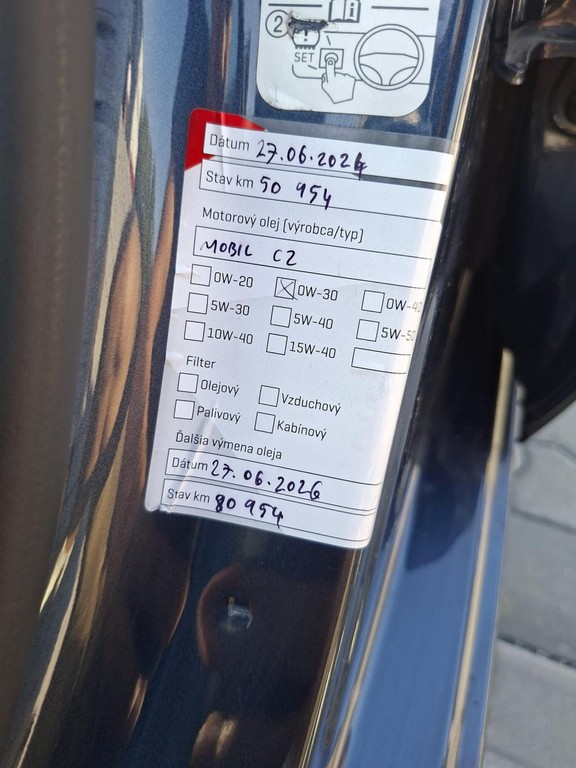 2
SET
Dátum 27.06.2024
Stav km 50 954
Motorový olej (výrobca/typ)
MOBIL C2
0W-20 0W-30 0W-40
5W-30 5W-40 5W-50
10W-40 15W-40
Filter
Olejový Vzduchový
Palivový Kabínový
Ďalšia výmena oleja
Dátum 27.06.2026
Stav km 80 954